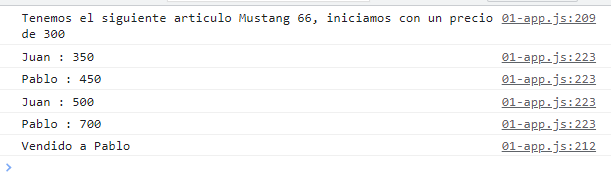 Tenemos el siguiente articulo Mustang 66, iniciamos con un precio 01-app.js:209
de 300
Juan : 350 01-app.js:223
Pablo : 450 01-app.js:223
Juan : 500 01-app.js:223
Pablo : 700 01-app.js:223
Vendido a Pablo 01-app.js:212